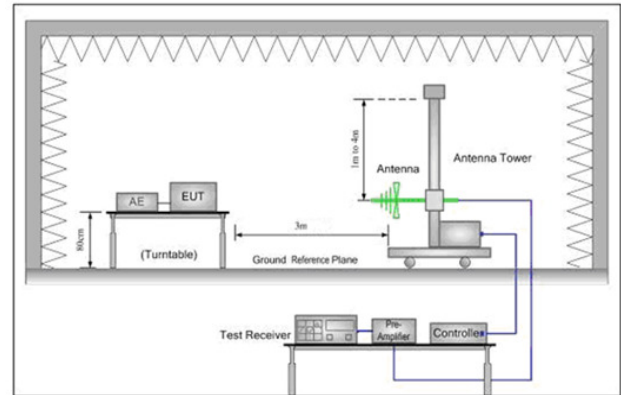 1m to 4m
Antenna
Antenna Tower
AE
EUT
80cm
(Turntable)
3m
Ground Reference Plane
Test Receiver
Pre-
Amplifier
Controller